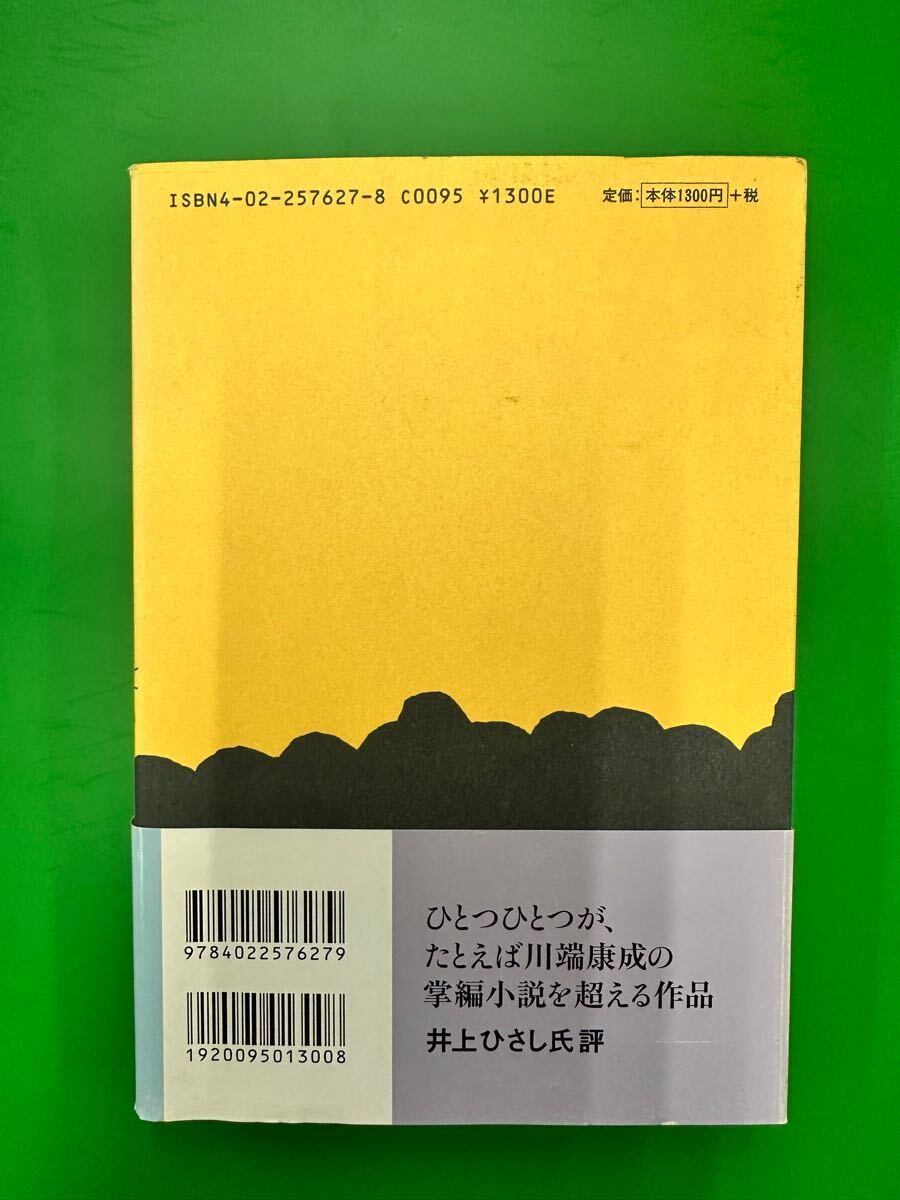 ISBN4-02-257627-8 C0095 ¥1300E 定価:本体1300円+税
9784022576279
1920095013008
ひとつひとつが、
たとえば川端康成の
掌編小説を超える作品
井上ひさし氏評